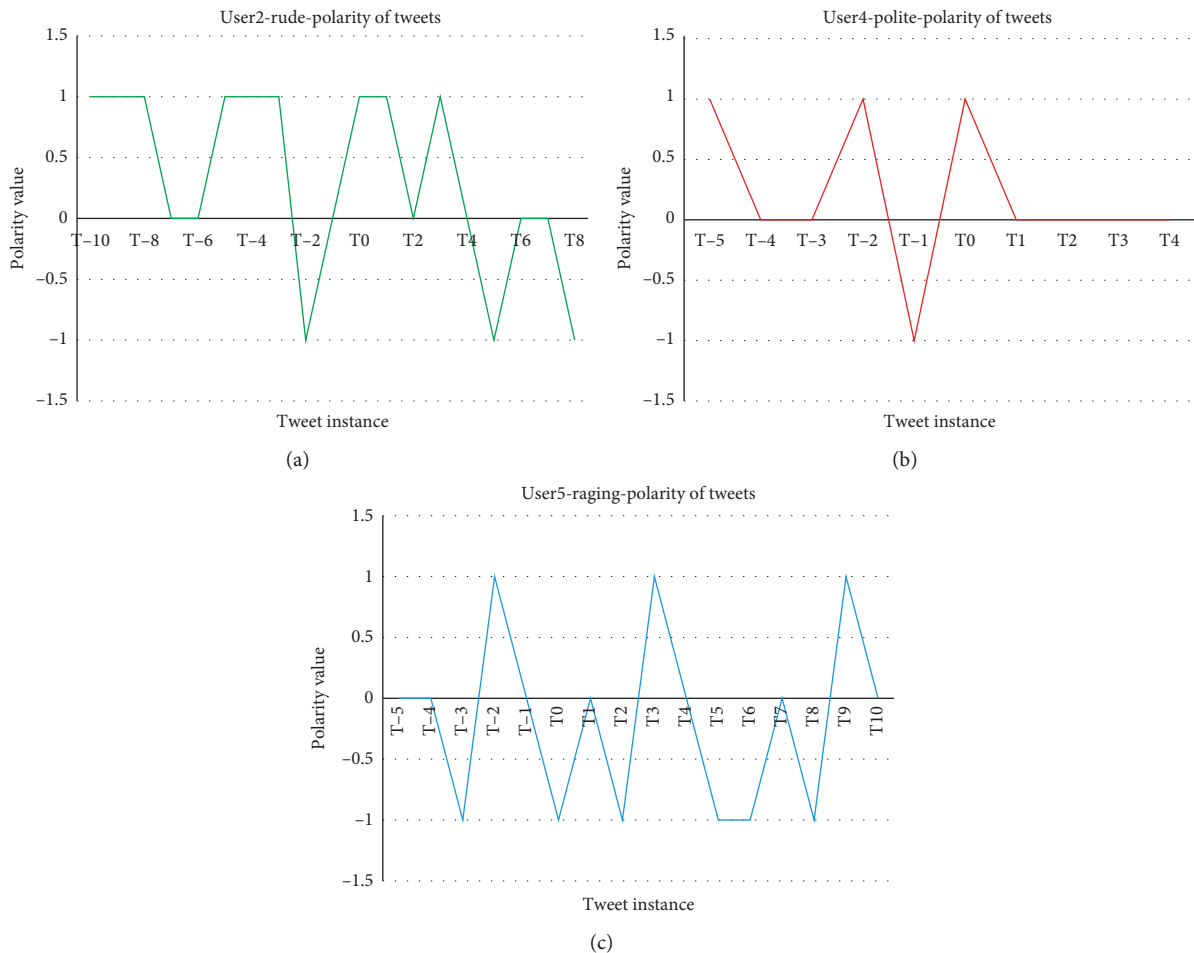 User2-rude-polarity of tweets
1.5
1
0.5
0
–0.5
–1
–1.5
Polarity value
T–10 T–8 T–6 T–4 T–2 T0 T2 T4 T6 T8
Tweet instance
(a)
User4-polite-polarity of tweets
1.5
1
0.5
0
–0.5
–1
–1.5
Polarity value
T–5 T–4 T–3 T–2 T–1 T0 T1 T2 T3 T4
Tweet instance
(b)
User5-raging-polarity of tweets
1.5
1
0.5
0
–0.5
–1
–1.5
Polarity value
T–5 T–4 T–3 T–2 T–1 T0 T1 T2 T3 T4 T5 T6 T7 T8 T9 T10
Tweet instance
(c)